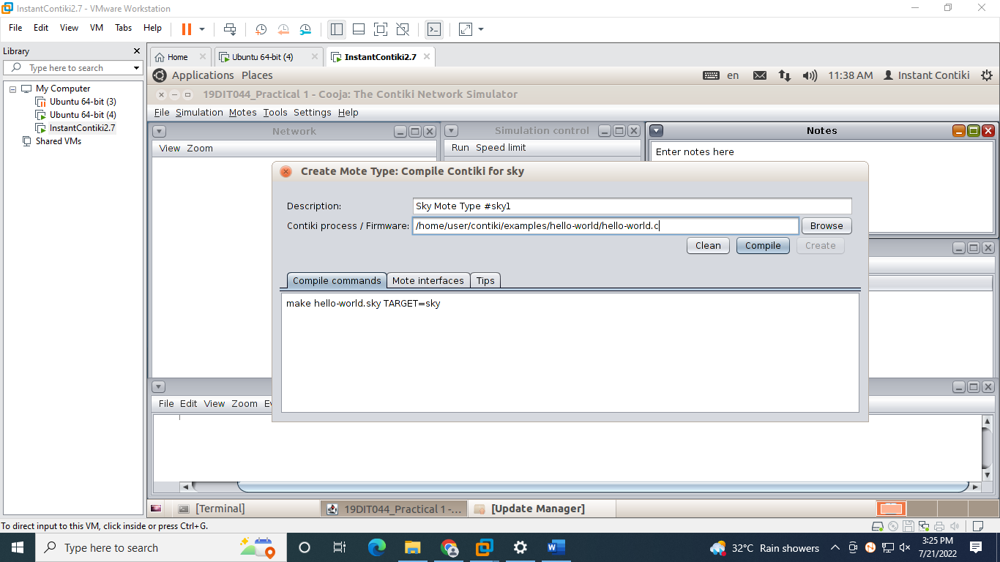 InstantContiki2.7 - VMware Workstation
File Edit View VM Tabs Help
Library
Type here to search
My Computer
Ubuntu 64-bit (3)
Ubuntu 64-bit (4)
InstantContiki2.7
Shared VMs
Home
Ubuntu 64-bit (4)
InstantContiki2.7
Applications Places
en
11:38 AM
Instant Contiki
19DIT044_Practical 1 - Cooja: The Contiki Network Simulator
File Simulation Motes Tools Settings Help
Network
View Zoom
Simulation control
Run Speed limit
Notes
Enter notes here
Create Mote Type: Compile Contiki for sky
Description:
Sky Mote Type #sky1
Contiki process / Firmware:
/home/user/contiki/examples/hello-world/hello-world.c
Browse
Clean
Compile
Create
Compile commands
Mote interfaces
Tips
make hello-world.sky TARGET=sky
File Edit View Zoom
[Terminal]
19DIT044_Practical 1 -...
[Update Manager]
To direct input to this VM, click inside or press Ctrl+G.
Type here to search
32°C Rain showers
3:25 PM
7/21/2022